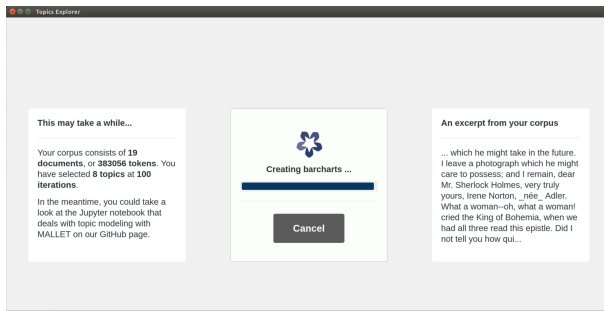 Topics Explorer
This may take a while...
Your corpus consists of 19
documents, or 383056 tokens. You
have selected 8 topics at 100
iterations.
In the meantime, you could take a
look at the Jupyter notebook that
deals with topic modeling with
MALLET on our GitHub page.
Creating barcharts ...
Cancel
An excerpt from your corpus
... which he might take in the future.
I leave a photograph which he might
care to possess; and I remain, dear
Mr. Sherlock Holmes, very truly
yours, Irene Norton, _née_ Adler.
What a woman--oh, what a woman!
cried the King of Bohemia, when we
had all three read this epistle. Did I
not tell you how qui...